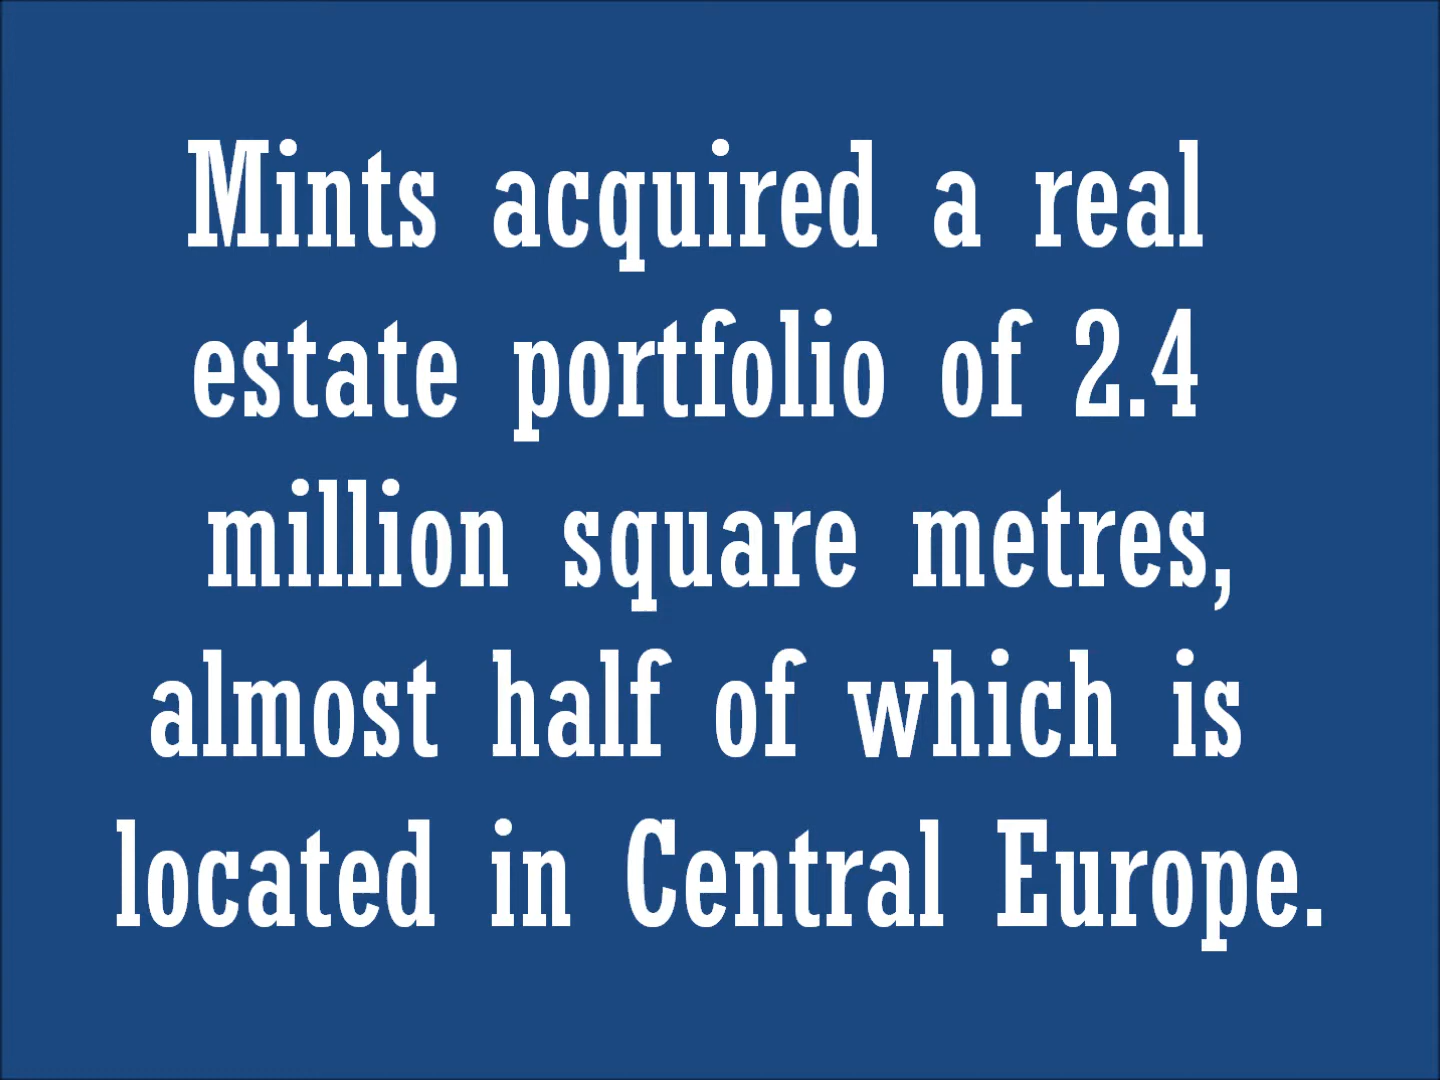 Mints acquired a real
estate portfolio of 2.4
million square metres,
almost half of which is
located in Central Europe.